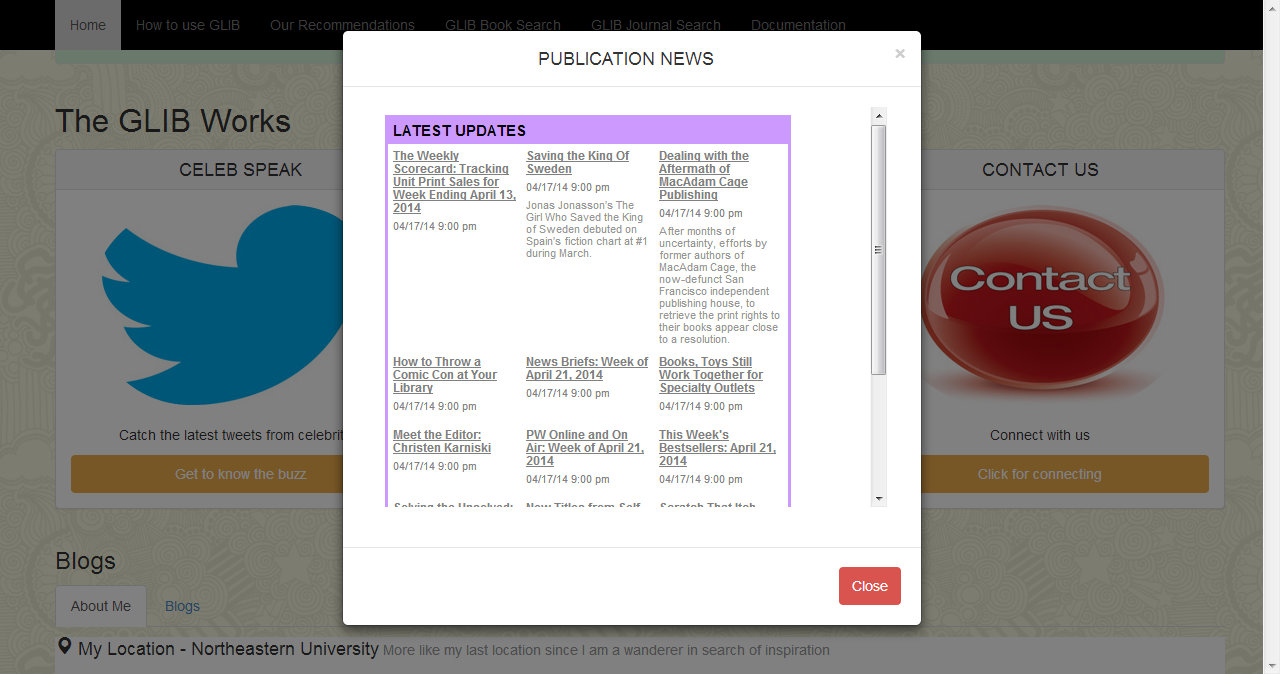 Home How to use GLIB Our Recommendations GLIB Book Search GLIB Journal Search Documentation
PUBLICATION NEWS ×
The GLIB Works
CELEB SPEAK
Catch the latest tweets from
Get to know the buzz
LATEST UPDATES
The Weekly
Scorecard: Tracking
Unit Print Sales for
Week Ending April 13,
2014
04/17/14 9:00 pm
Saving the King Of
Sweden
04/17/14 9:00 pm
Jonas Jonasson's The
Girl Who Saved the King
of Sweden debuted on
Spain's fiction chart at #1
during March.
Dealing with the
Aftermath of
MacAdam Cage
Publishing
04/17/14 9:00 pm
After months of
uncertainty, efforts by
former authors of
MacAdam Cage, the
now-defunct San
Francisco independent
publishing house, to
retrieve the print rights to
their books appear close
to a resolution.
How to Throw a
Comic Con at Your
Library
04/17/14 9:00 pm
News Briefs: Week of
April 21, 2014
04/17/14 9:00 pm
Books, Toys Still
Work Together for
Specialty Outlets
04/17/14 9:00 pm
Meet the Editor:
Christen Karniski
04/17/14 9:00 pm
PW Online and On
Air: Week of April 21,
2014
04/17/14 9:00 pm
This Week's
Bestsellers: April 21,
2014
04/17/14 9:00 pm
Solving the Unsolved:
New Titles from Self-
Scratch That Itch
Close
CONTACT US
Contact
US
Connect with us
Click for connecting
Blogs
About Me Blogs
My Location - Northeastern University More like my last location since I am a wanderer in search of inspiration